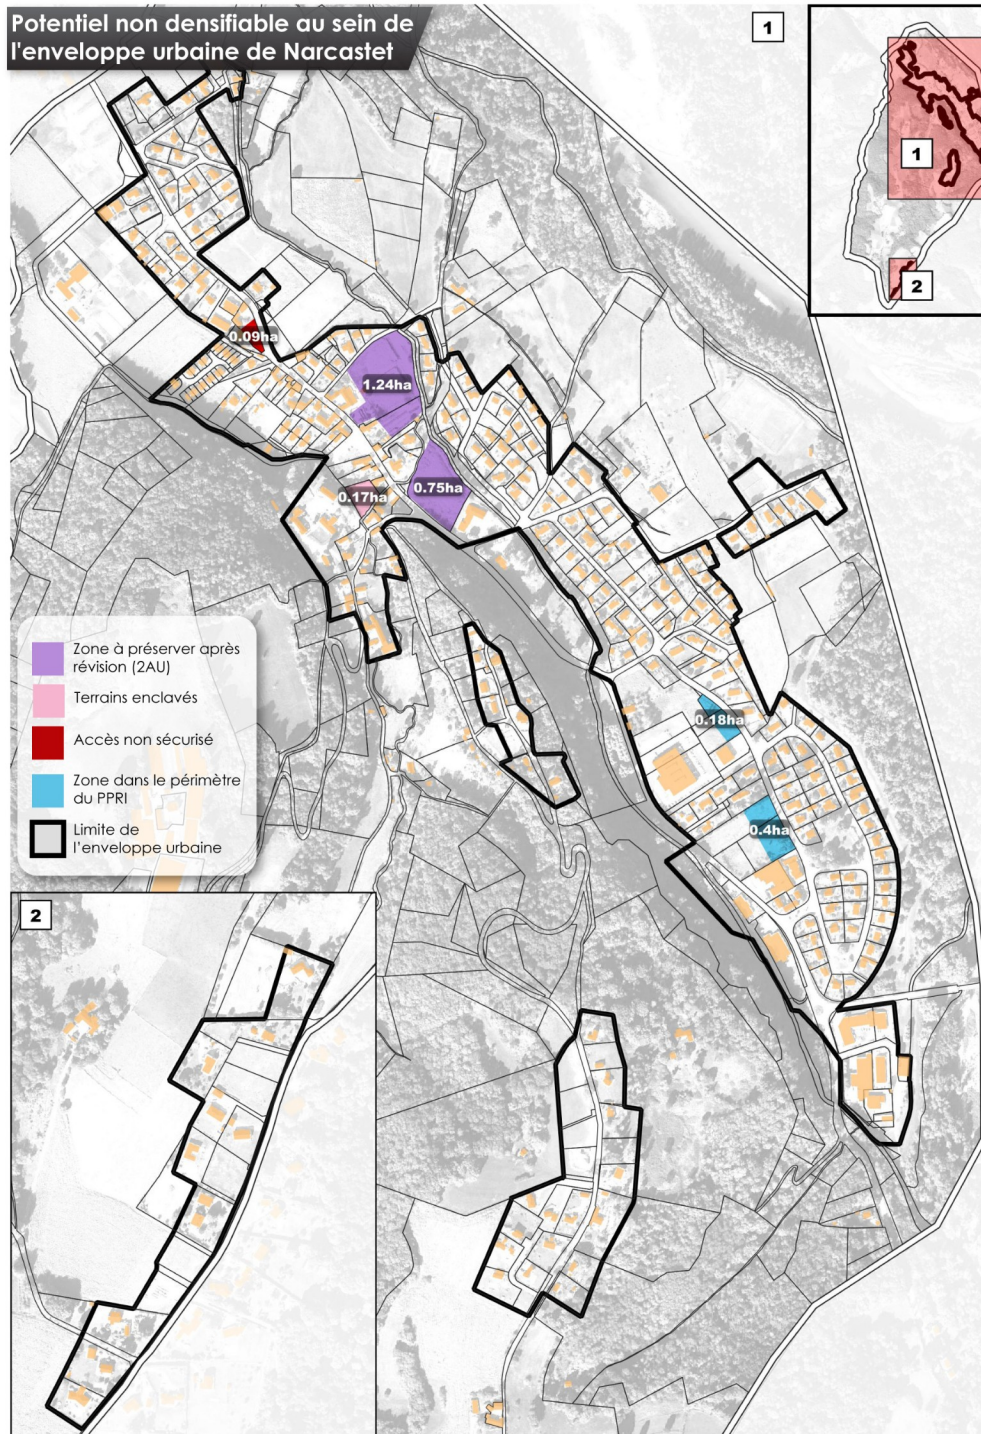 Potentiel non densifiable au sein de
l'enveloppe urbaine de Narcastet
1
1
2
0.09ha
1.24ha
0.17ha
0.75ha
0.18ha
0.4ha
Zone à préserver après
révision (2AU)
Terrains enclavés
Accès non sécurisé
Zone dans le périmètre
du PPRI
Limite de
l'enveloppe urbaine
2